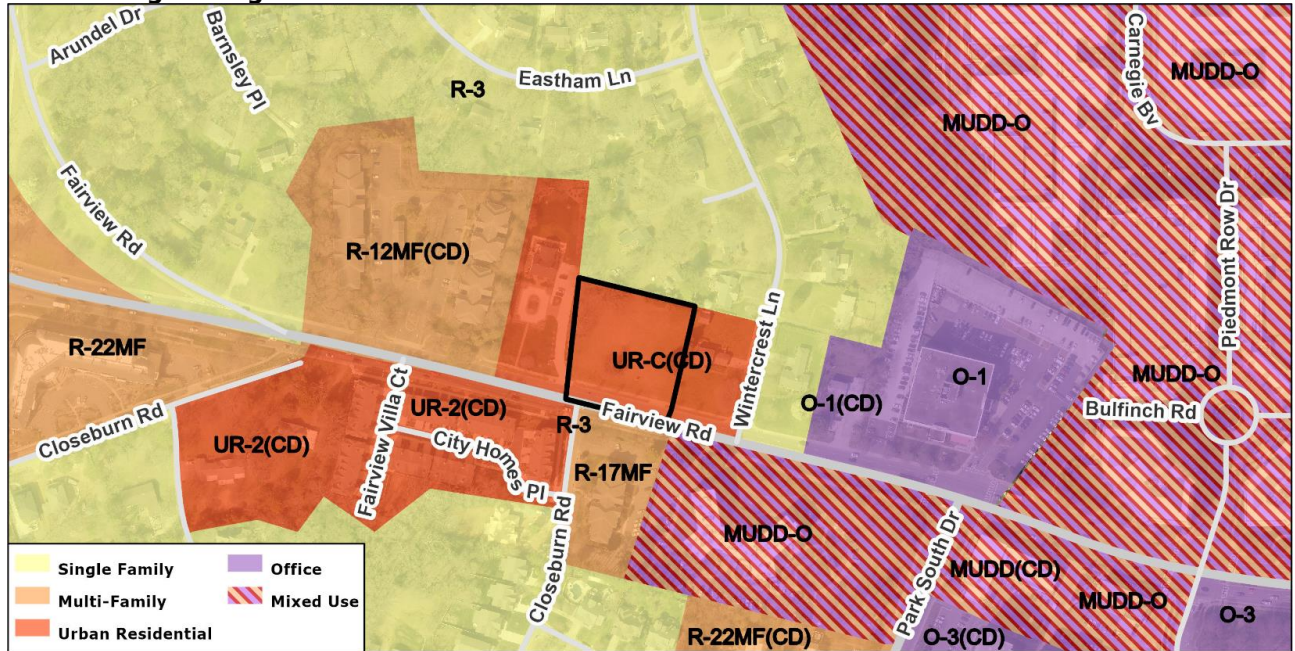 Arundel Dr
Barnsley Pl
Eastham Ln
R-3
Carnegie Bv
MUDD-O
MUDD-O
Fairview Rd
R-12MF(CD)
Piedmont Row Dr
R-22MF
UR-C(CD)
Wintercrest Ln
O-1
MUDD-O
O-1(CD)
Bulfinch Rd
Closeburn Rd
UR-2(CD)
Fairview Villa Ct
UR-2(CD)
City Homes Pl
R-3
Fairview Rd
R-17MF
Closeburn Rd
MUDD-O
Park South Dr
MUDD(CD)
MUDD-O
O-3
R-22MF(CD)
O-3(CD)
Single Family
Multi-Family
Urban Residential
Office
Mixed Use